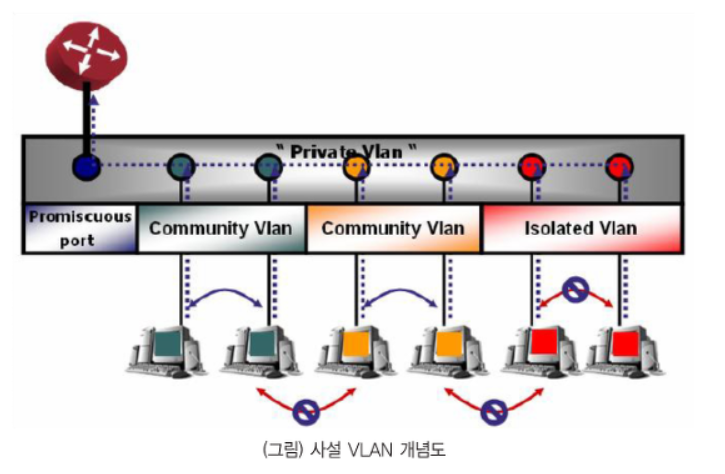 " Private Vlan "
Promiscuous
port
Community Vlan
Community Vlan
Isolated Vlan
(그림) 사설 VLAN 개념도